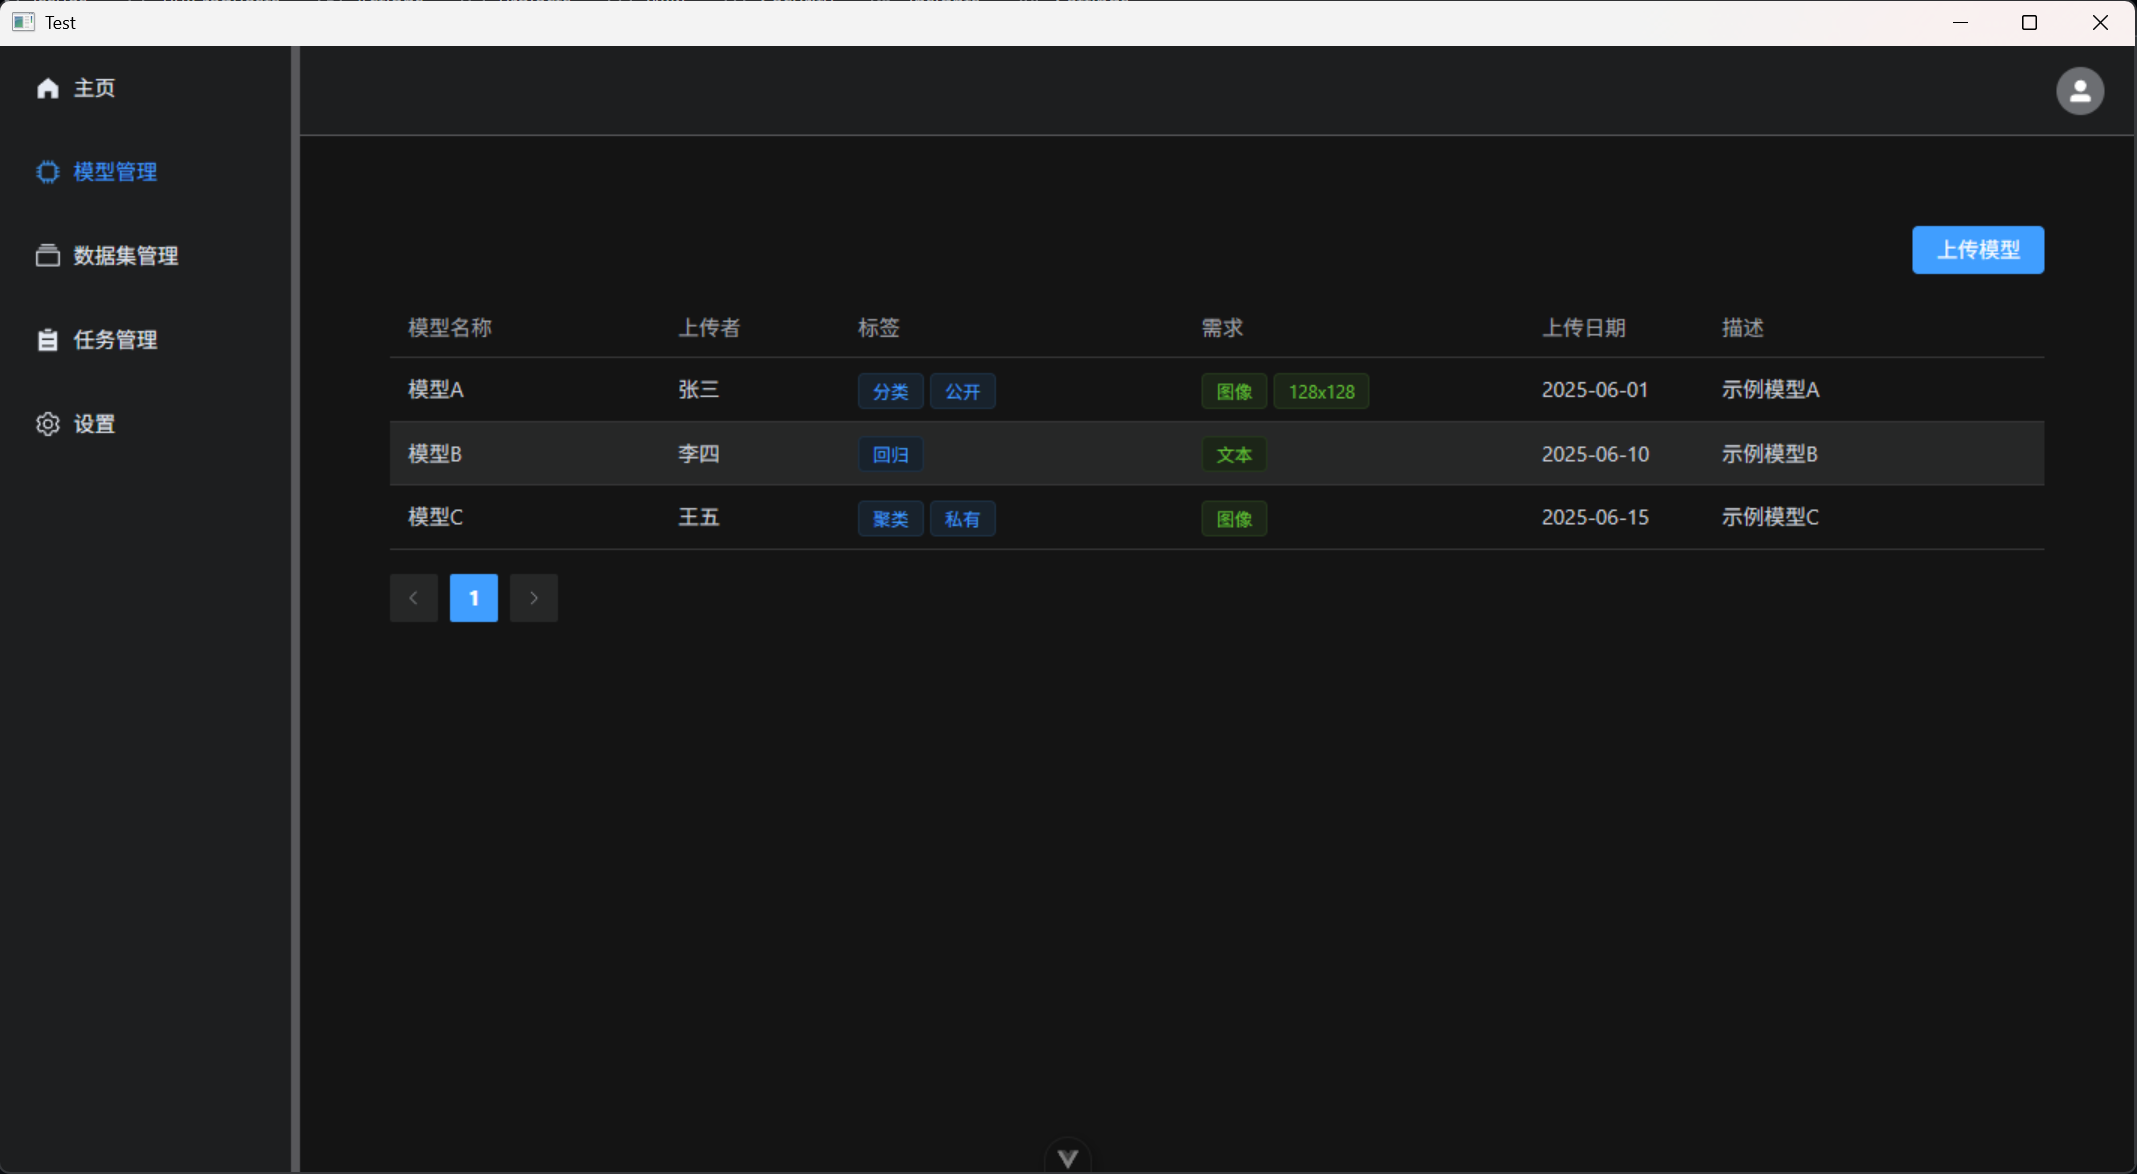 Test
主页
模型管理
数据集管理
任务管理
设置
上传模型
模型名称 上传者 标签 需求 上传日期 描述
模型A 张三 分类 公开 图像 128x128 2025-06-01 示例模型A
模型B 李四 回归 文本 2025-06-10 示例模型B
模型C 王五 聚类 私有 图像 2025-06-15 示例模型C
1